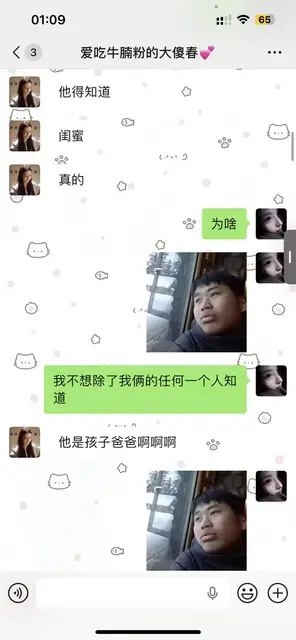 01:09
65
3
爱吃牛腩粉的大傻春💕
他得知道
闺蜜
真的
为啥
我不想除了我俩的任何一个人知
道
他是孩子爸爸啊啊啊